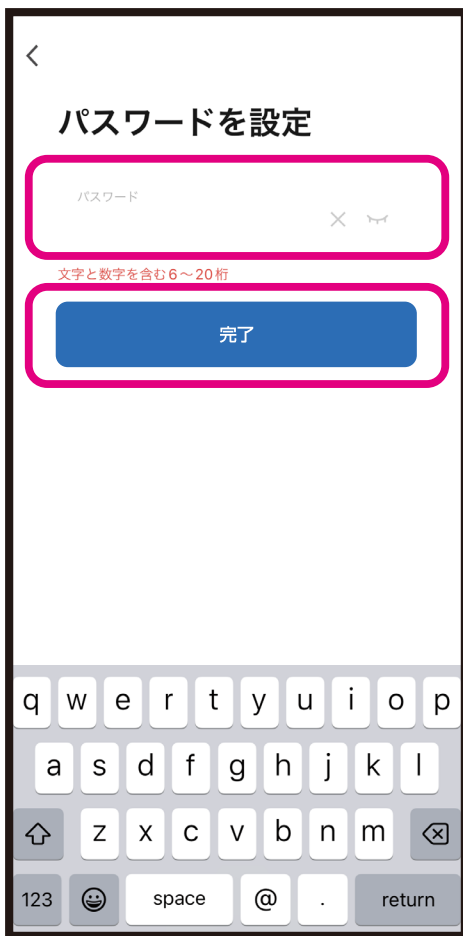 パスワードを設定
パスワード
文字と数字を含む6〜20桁
完了
q w e r t y u i o p
a s d f g h j k l
z x c v b n m
123 space @ . return